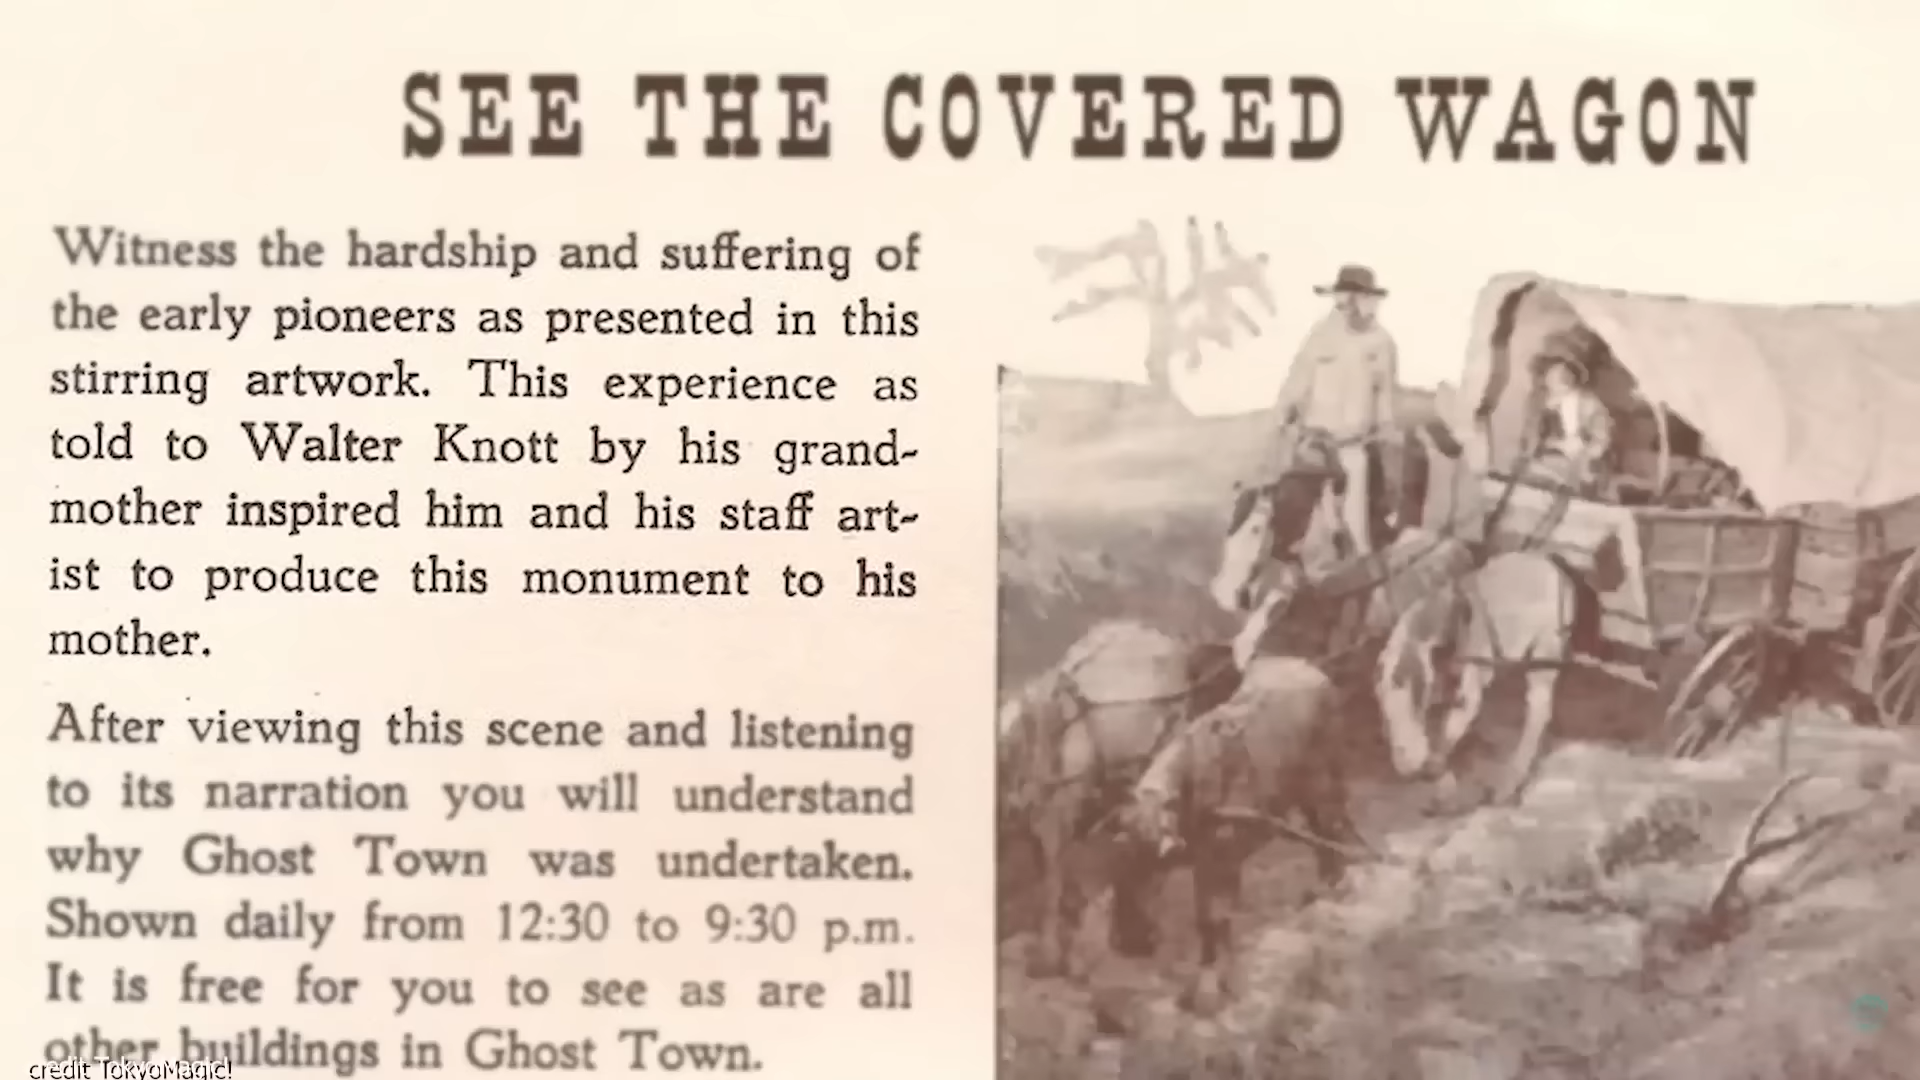 SEE THE COVERED WAGON
Witness the hardship and suffering of
the early pioneers as presented in this
stirring artwork. This experience as
told to Walter Knott by his grand-
mother inspired him and his staff art-
ist to produce this monument to his
mother.
After viewing this scene and listening
to its narration you will understand
why Ghost Town was undertaken.
Shown daily from 12:30 to 9:30 p.m.
It is free for you to see as are all
other buildings in Ghost Town.
credit TokyoMagic!